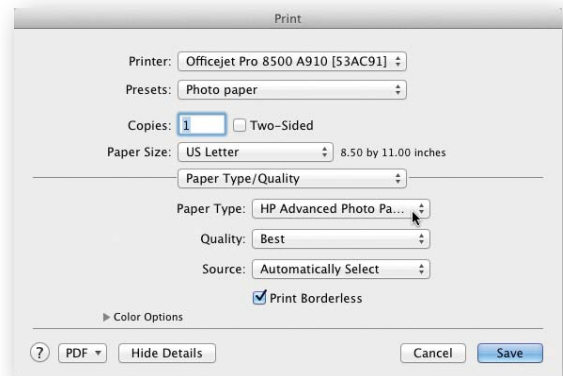 Print
Printer: Officejet Pro 8500 A910 [53AC91]
Presets: Photo paper
Copies: 1 Two-Sided
Paper Size: US Letter 8.50 by 11.00 inches
Paper Type/Quality
Paper Type: HP Advanced Photo Pa...
Quality: Best
Source: Automatically Select
Print Borderless
Color Options
? PDF Hide Details Cancel Save